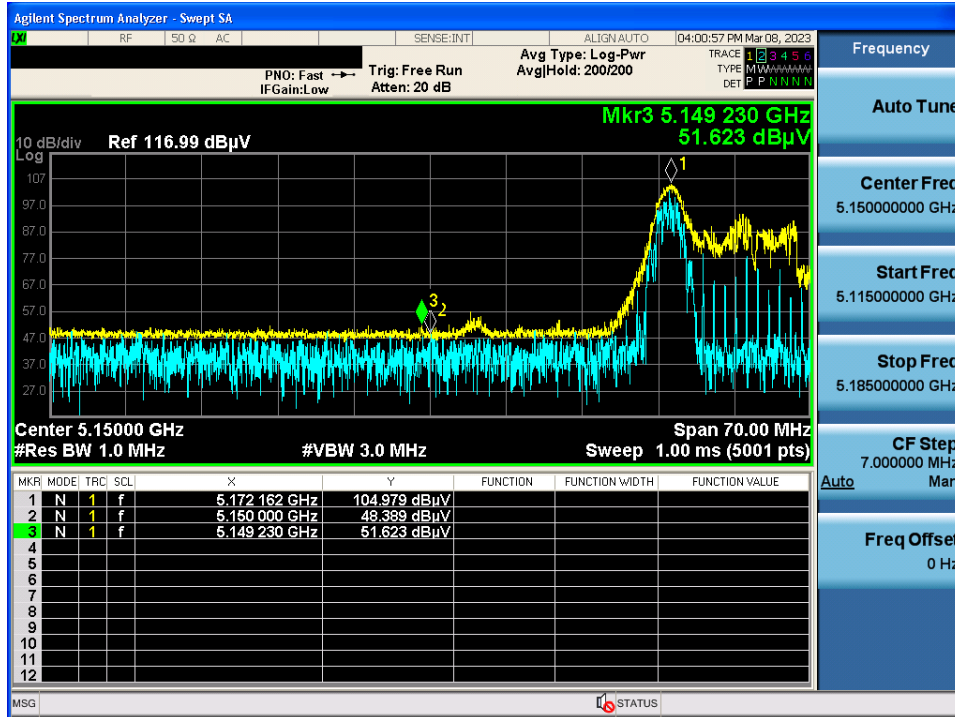 Agilent Spectrum Analyzer - Swept SA
LXI RF 50 Ω AC SENSE:INT ALIGN AUTO 04:00:57 PM Mar 08, 2023
Frequency
PNO: Fast
IFGain:Low
Trig: Free Run
Atten: 20 dB
Avg Type: Log-Pwr
Avg|Hold: 200/200
TRACE 1 2 3 4 5 6
TYPE M W W W W W
DET P P N N N N
Auto Tune
Mkr3 5.149 230 GHz
51.623 dBµV
10 dB/div Ref 116.99 dBµV
Log
107
97.0
87.0
77.0
67.0
57.0
47.0
37.0
27.0
1
3
2
Center 5.15000 GHz Span 70.00 MHz
#Res BW 1.0 MHz #VBW 3.0 MHz Sweep 1.00 ms (5001 pts)
MKR MODE TRC SCL X Y FUNCTION FUNCTION WIDTH FUNCTION VALUE
1 N 1 f 5.172 162 GHz 104.979 dBµV
2 N 1 f 5.150 000 GHz 48.389 dBµV
3 N 1 f 5.149 230 GHz 51.623 dBµV
4
5
6
7
8
9
10
11
12
Center Freq
5.150000000 GHz
Start Freq
5.115000000 GHz
Stop Freq
5.185000000 GHz
CF Step
7.000000 MHz
Auto Man
Freq Offset
0 Hz
MSG STATUS